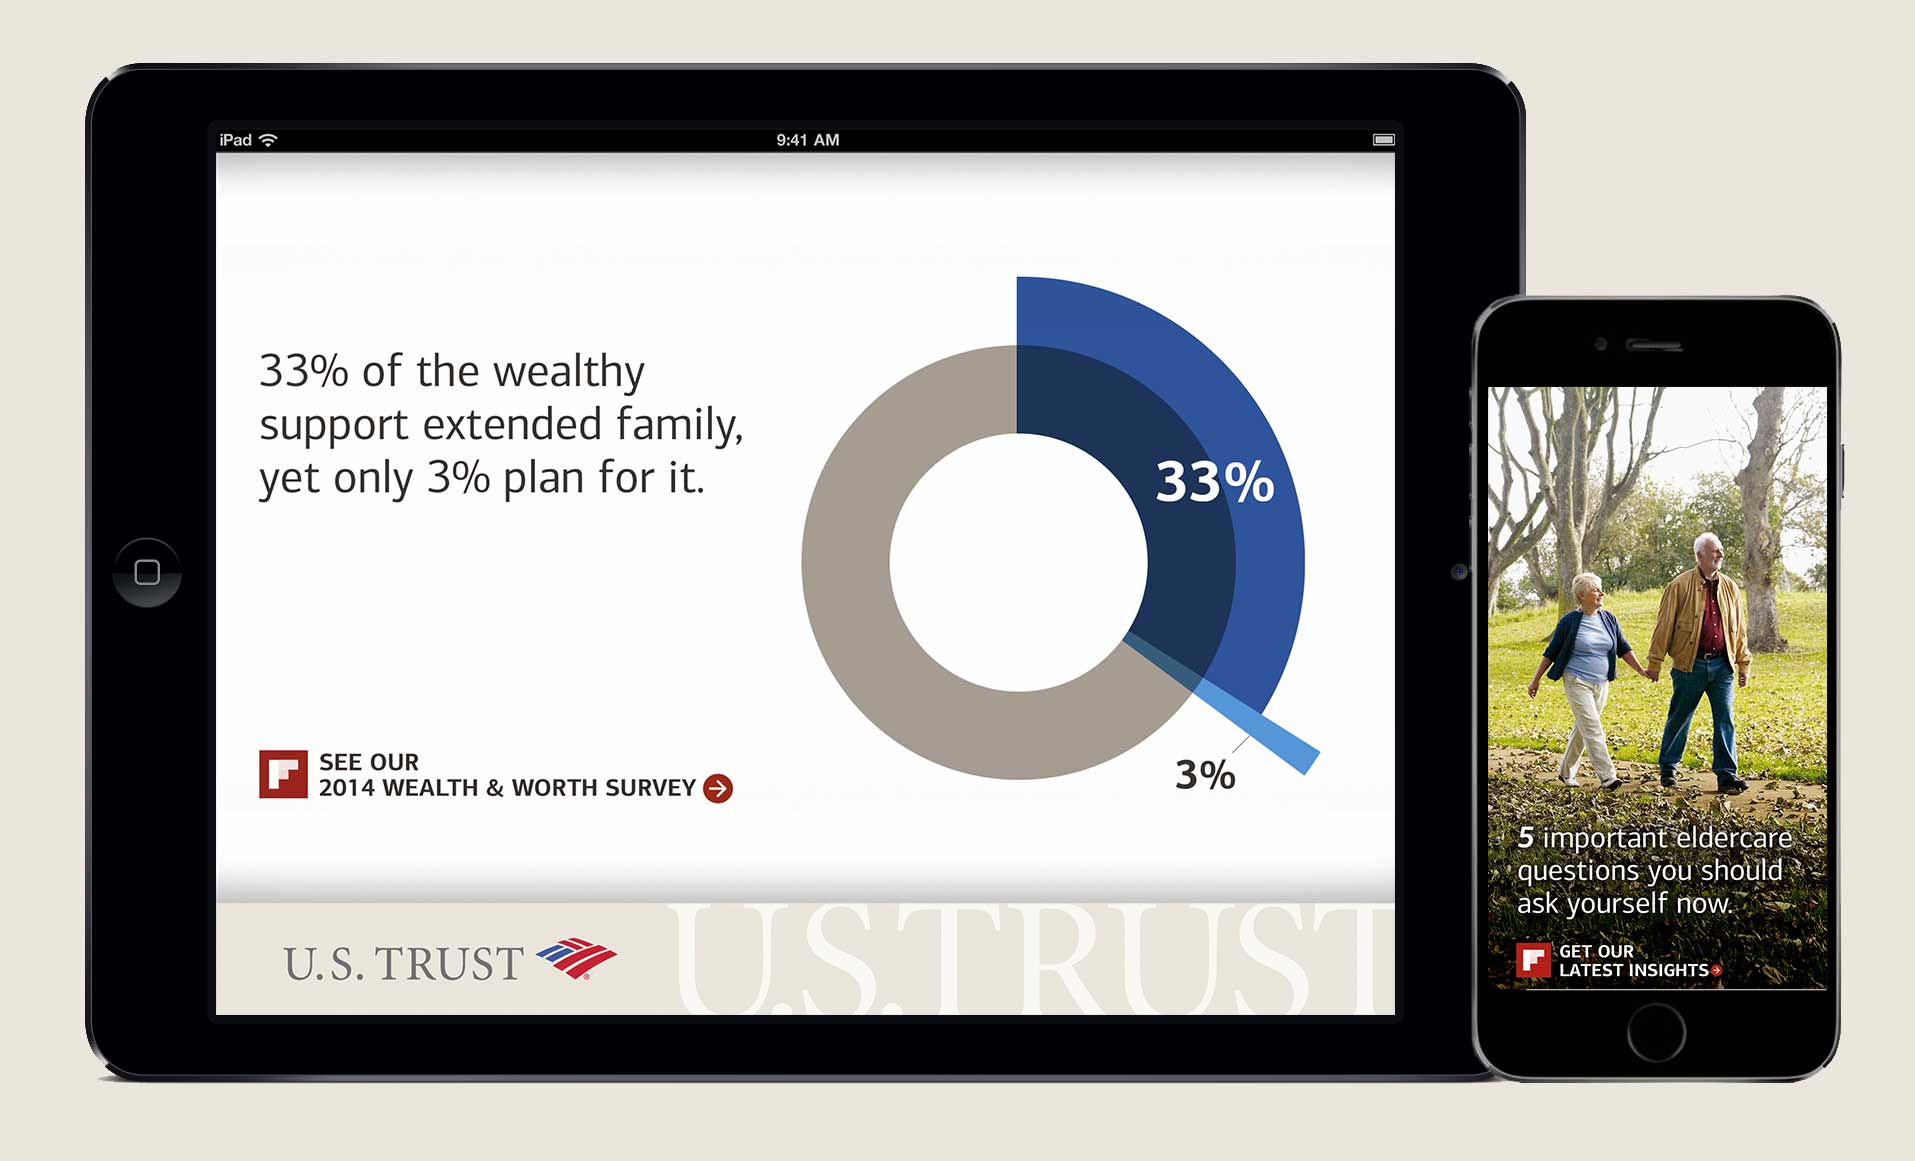 iPad
9:41 AM
33% of the wealthy
support extended family,
yet only 3% plan for it.
33%
3%
SEE OUR
2014 WEALTH & WORTH SURVEY
U.S. TRUST
U.S. TRUST
5 important eldercare
questions you should
ask yourself now.
GET OUR
LATEST INSIGHTS